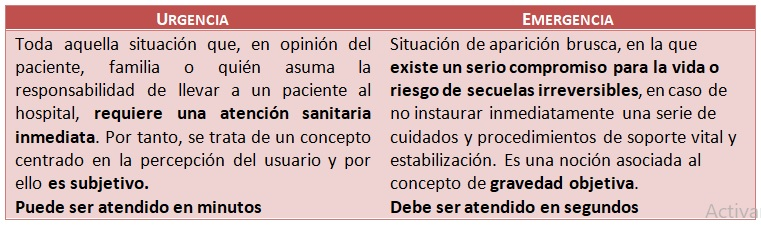 URGENCIA
Toda aquella situación que, en opinión del
paciente, familia o quién asuma la
responsabilidad de llevar a un paciente al
hospital, requiere una atención sanitaria
inmediata. Por tanto, se trata de un concepto
centrado en la percepción del usuario y por
ello es subjetivo.
Puede ser atendido en minutos
EMERGENCIA
Situación de aparición brusca, en la que
existe un serio compromiso para la vida o
riesgo de secuelas irreversibles, en caso de
no instaurar inmediatamente una serie de
cuidados y procedimientos de soporte vital y
estabilización. Es una noción asociada al
concepto de gravedad objetiva.
Debe ser atendido en segundos